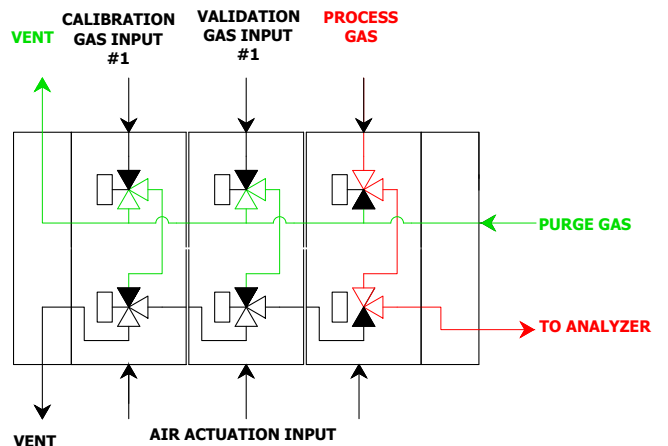 CALIBRATION
GAS INPUT
#1
VALIDATION
GAS INPUT
#1
PROCESS
GAS
VENT
PURGE GAS
TO ANALYZER
VENT
AIR ACTUATION INPUT